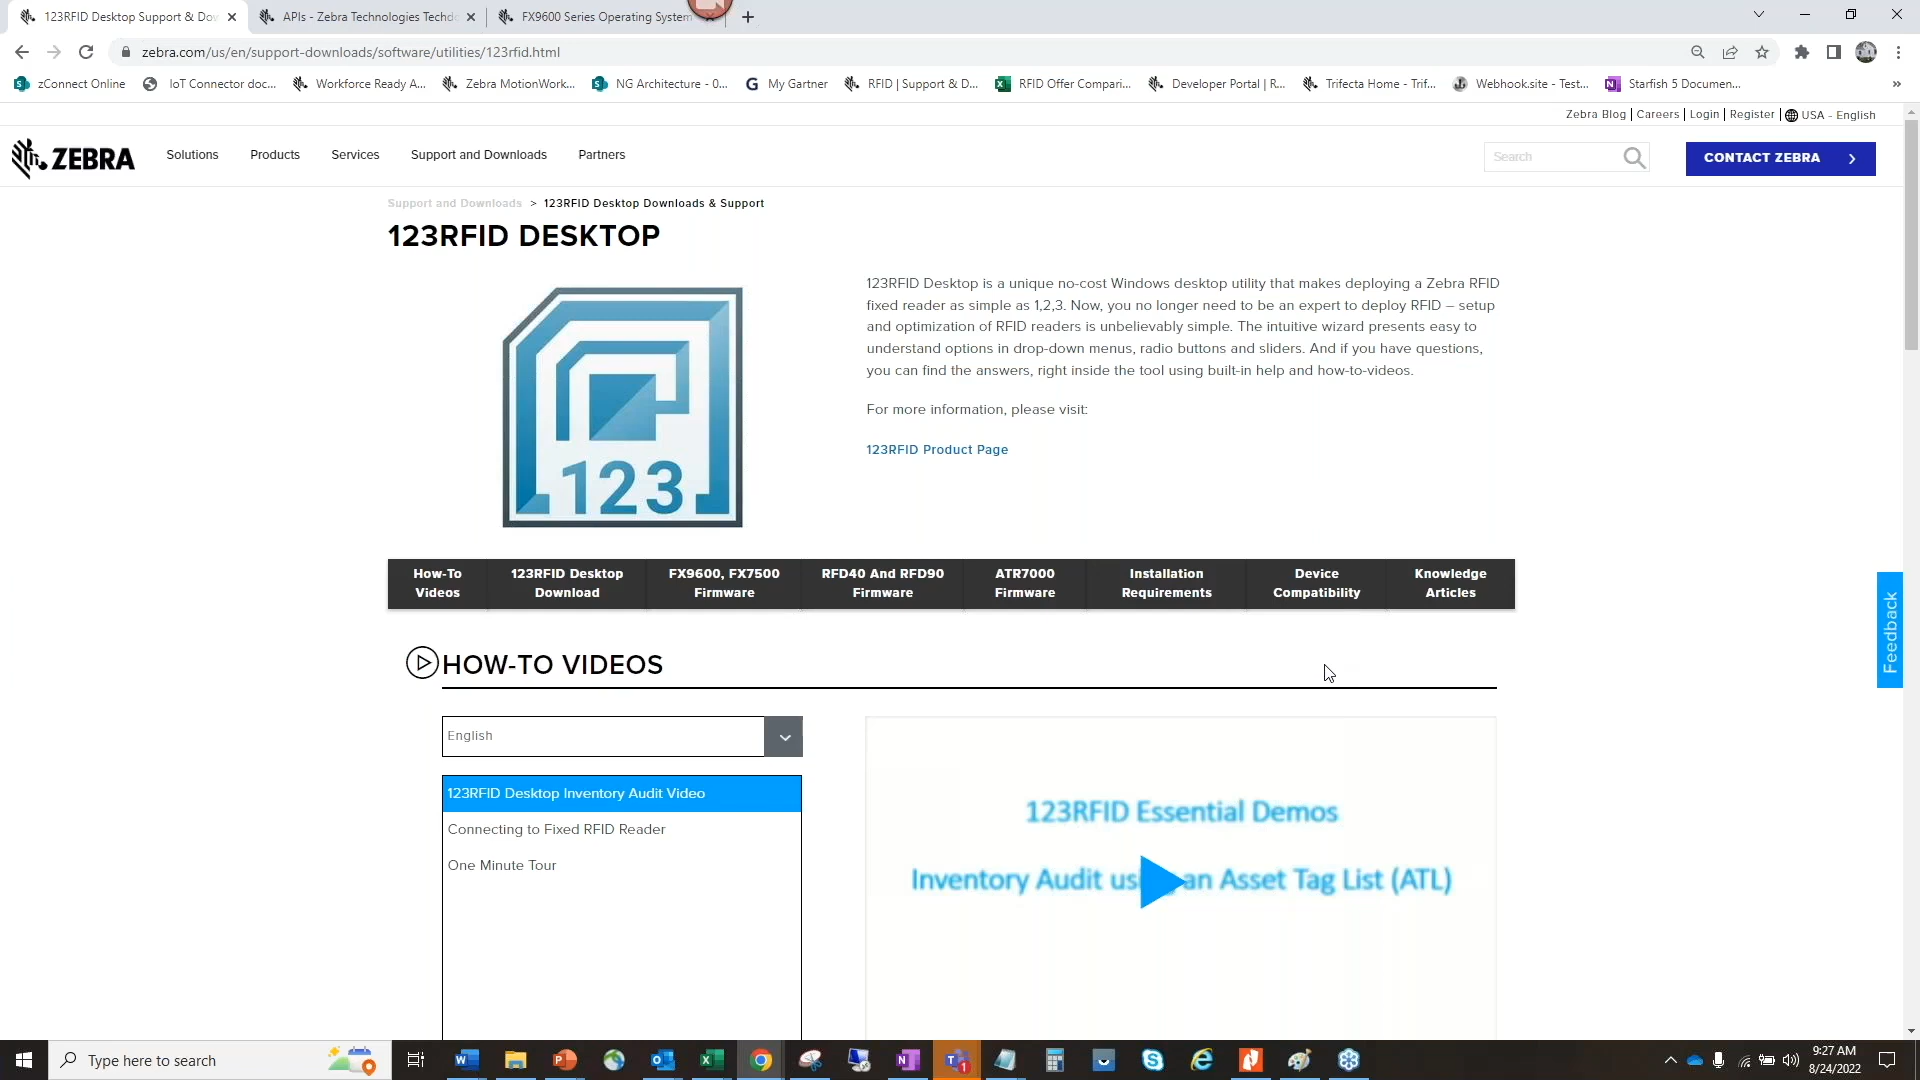 123RFID Desktop Support & Dov
APIs - Zebra Technologies Techdo
FX9600 Series Operating System
zebra.com/us/en/support-downloads/software/utilities/123rfid.html
zConnect Online
IoT Connector doc...
Workforce Ready A...
Zebra MotionWork...
NG Architecture - 0...
My Gartner
RFID | Support & D...
RFID Offer Compari...
Developer Portal | R...
Trifecta Home - Trif...
Webhook.site - Test...
Starfish 5 Documen...
Zebra Blog | Careers | Login | Register | USA - English
ZEBRA
Solutions
Products
Services
Support and Downloads
Partners
Search
CONTACT ZEBRA
Support and Downloads > 123RFID Desktop Downloads & Support
123RFID DESKTOP
123
123RFID Desktop is a unique no-cost Windows desktop utility that makes deploying a Zebra RFID
fixed reader as simple as 1,2,3. Now, you no longer need to be an expert to deploy RFID – setup
and optimization of RFID readers is unbelievably simple. The intuitive wizard presents easy to
understand options in drop-down menus, radio buttons and sliders. And if you have questions,
you can find the answers, right inside the tool using built-in help and how-to-videos.
For more information, please visit:
123RFID Product Page
How-To
Videos
123RFID Desktop
Download
FX9600, FX7500
Firmware
RFD40 And RFD90
Firmware
ATR7000
Firmware
Installation
Requirements
Device
Compatibility
Knowledge
Articles
Feedback
HOW-TO VIDEOS
English
123RFID Desktop Inventory Audit Video
Connecting to Fixed RFID Reader
One Minute Tour
123RFID Essential Demos
Inventory Audit using an Asset Tag List (ATL)
Type here to search
9:27 AM
8/24/2022